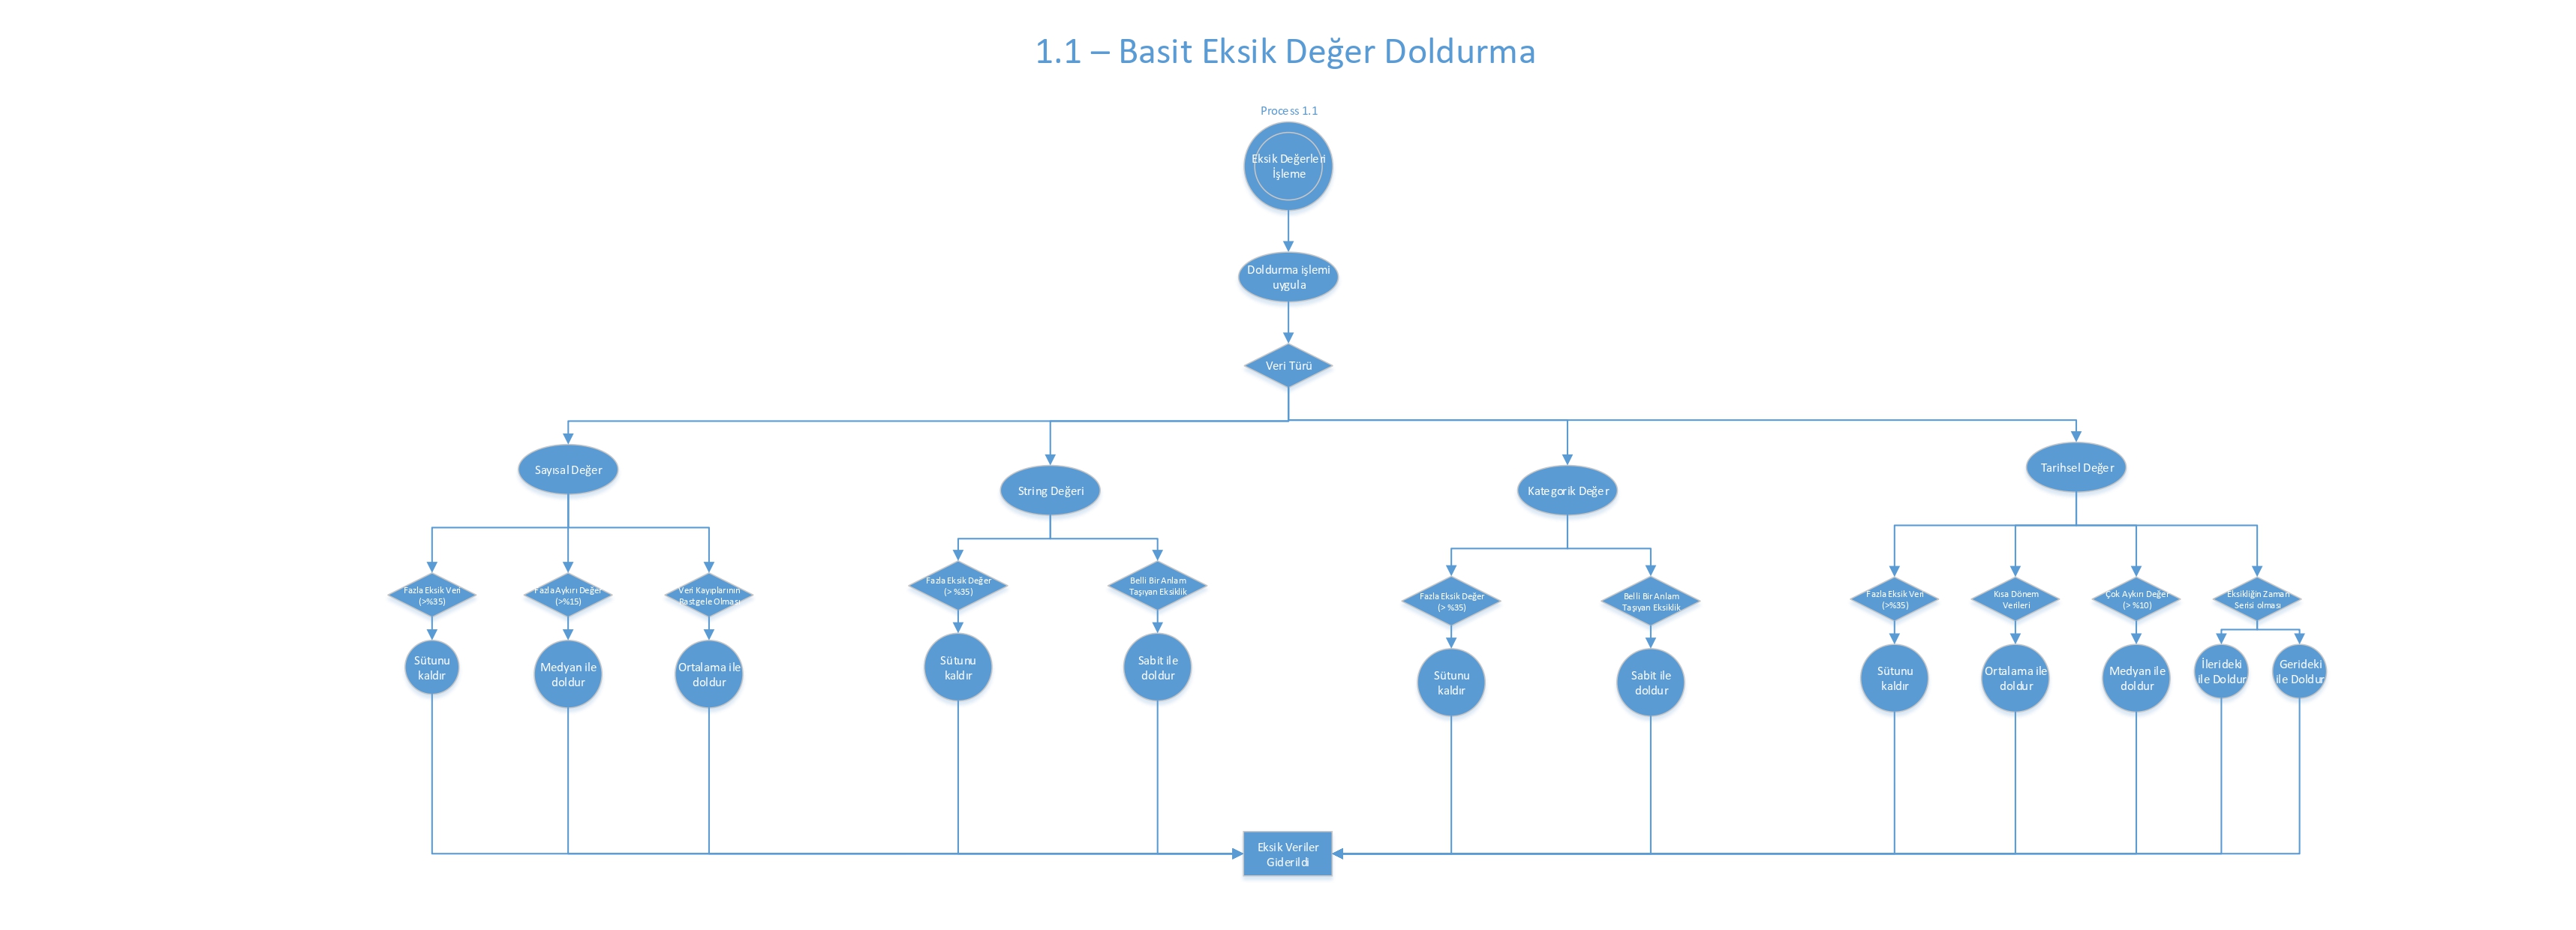 1.1 – Basit Eksik Değer Doldurma
Process 1.1
Eksik Değerleri
İşleme
Doldurma işlemi
uygula
Veri Türü
Sayısal Değer
String Değeri
Kategorik Değer
Tarihsel Değer
Fazla Eksik Veri
(>%35)
Fazla Aykırı Değer
(>%15)
Veri Kayıplarının
Rastgele Olması
Fazla Eksik Değer
(> %35)
Belli Bir Anlam
Taşıyan Eksiklik
Fazla Eksik Değer
(> %35)
Belli Bir Anlam
Taşıyan Eksiklik
Fazla Eksik Veri
(>%35)
Kısa Dönem
Verileri
Çok Aykırı Değer
(> %10)
Eksikliğin Zaman
Serisi olması
Sütunu
kaldır
Medyan ile
doldur
Ortalama ile
doldur
Sütunu
kaldır
Sabit ile
doldur
Sütunu
kaldır
Sabit ile
doldur
Sütunu
kaldır
Ortalama ile
doldur
Medyan ile
doldur
İlerideki
ile Doldur
Gerideki
ile Doldur
Eksik Veriler
Giderildi